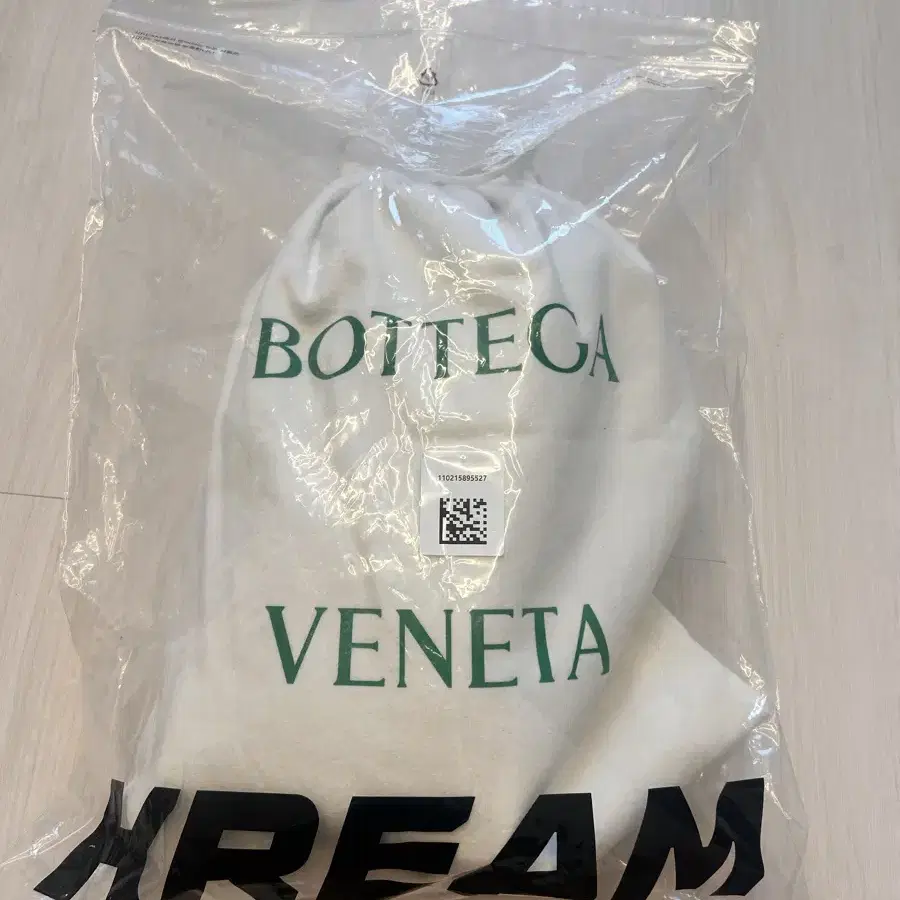 BOTTEGA
110215895527
VENETA
KREAM